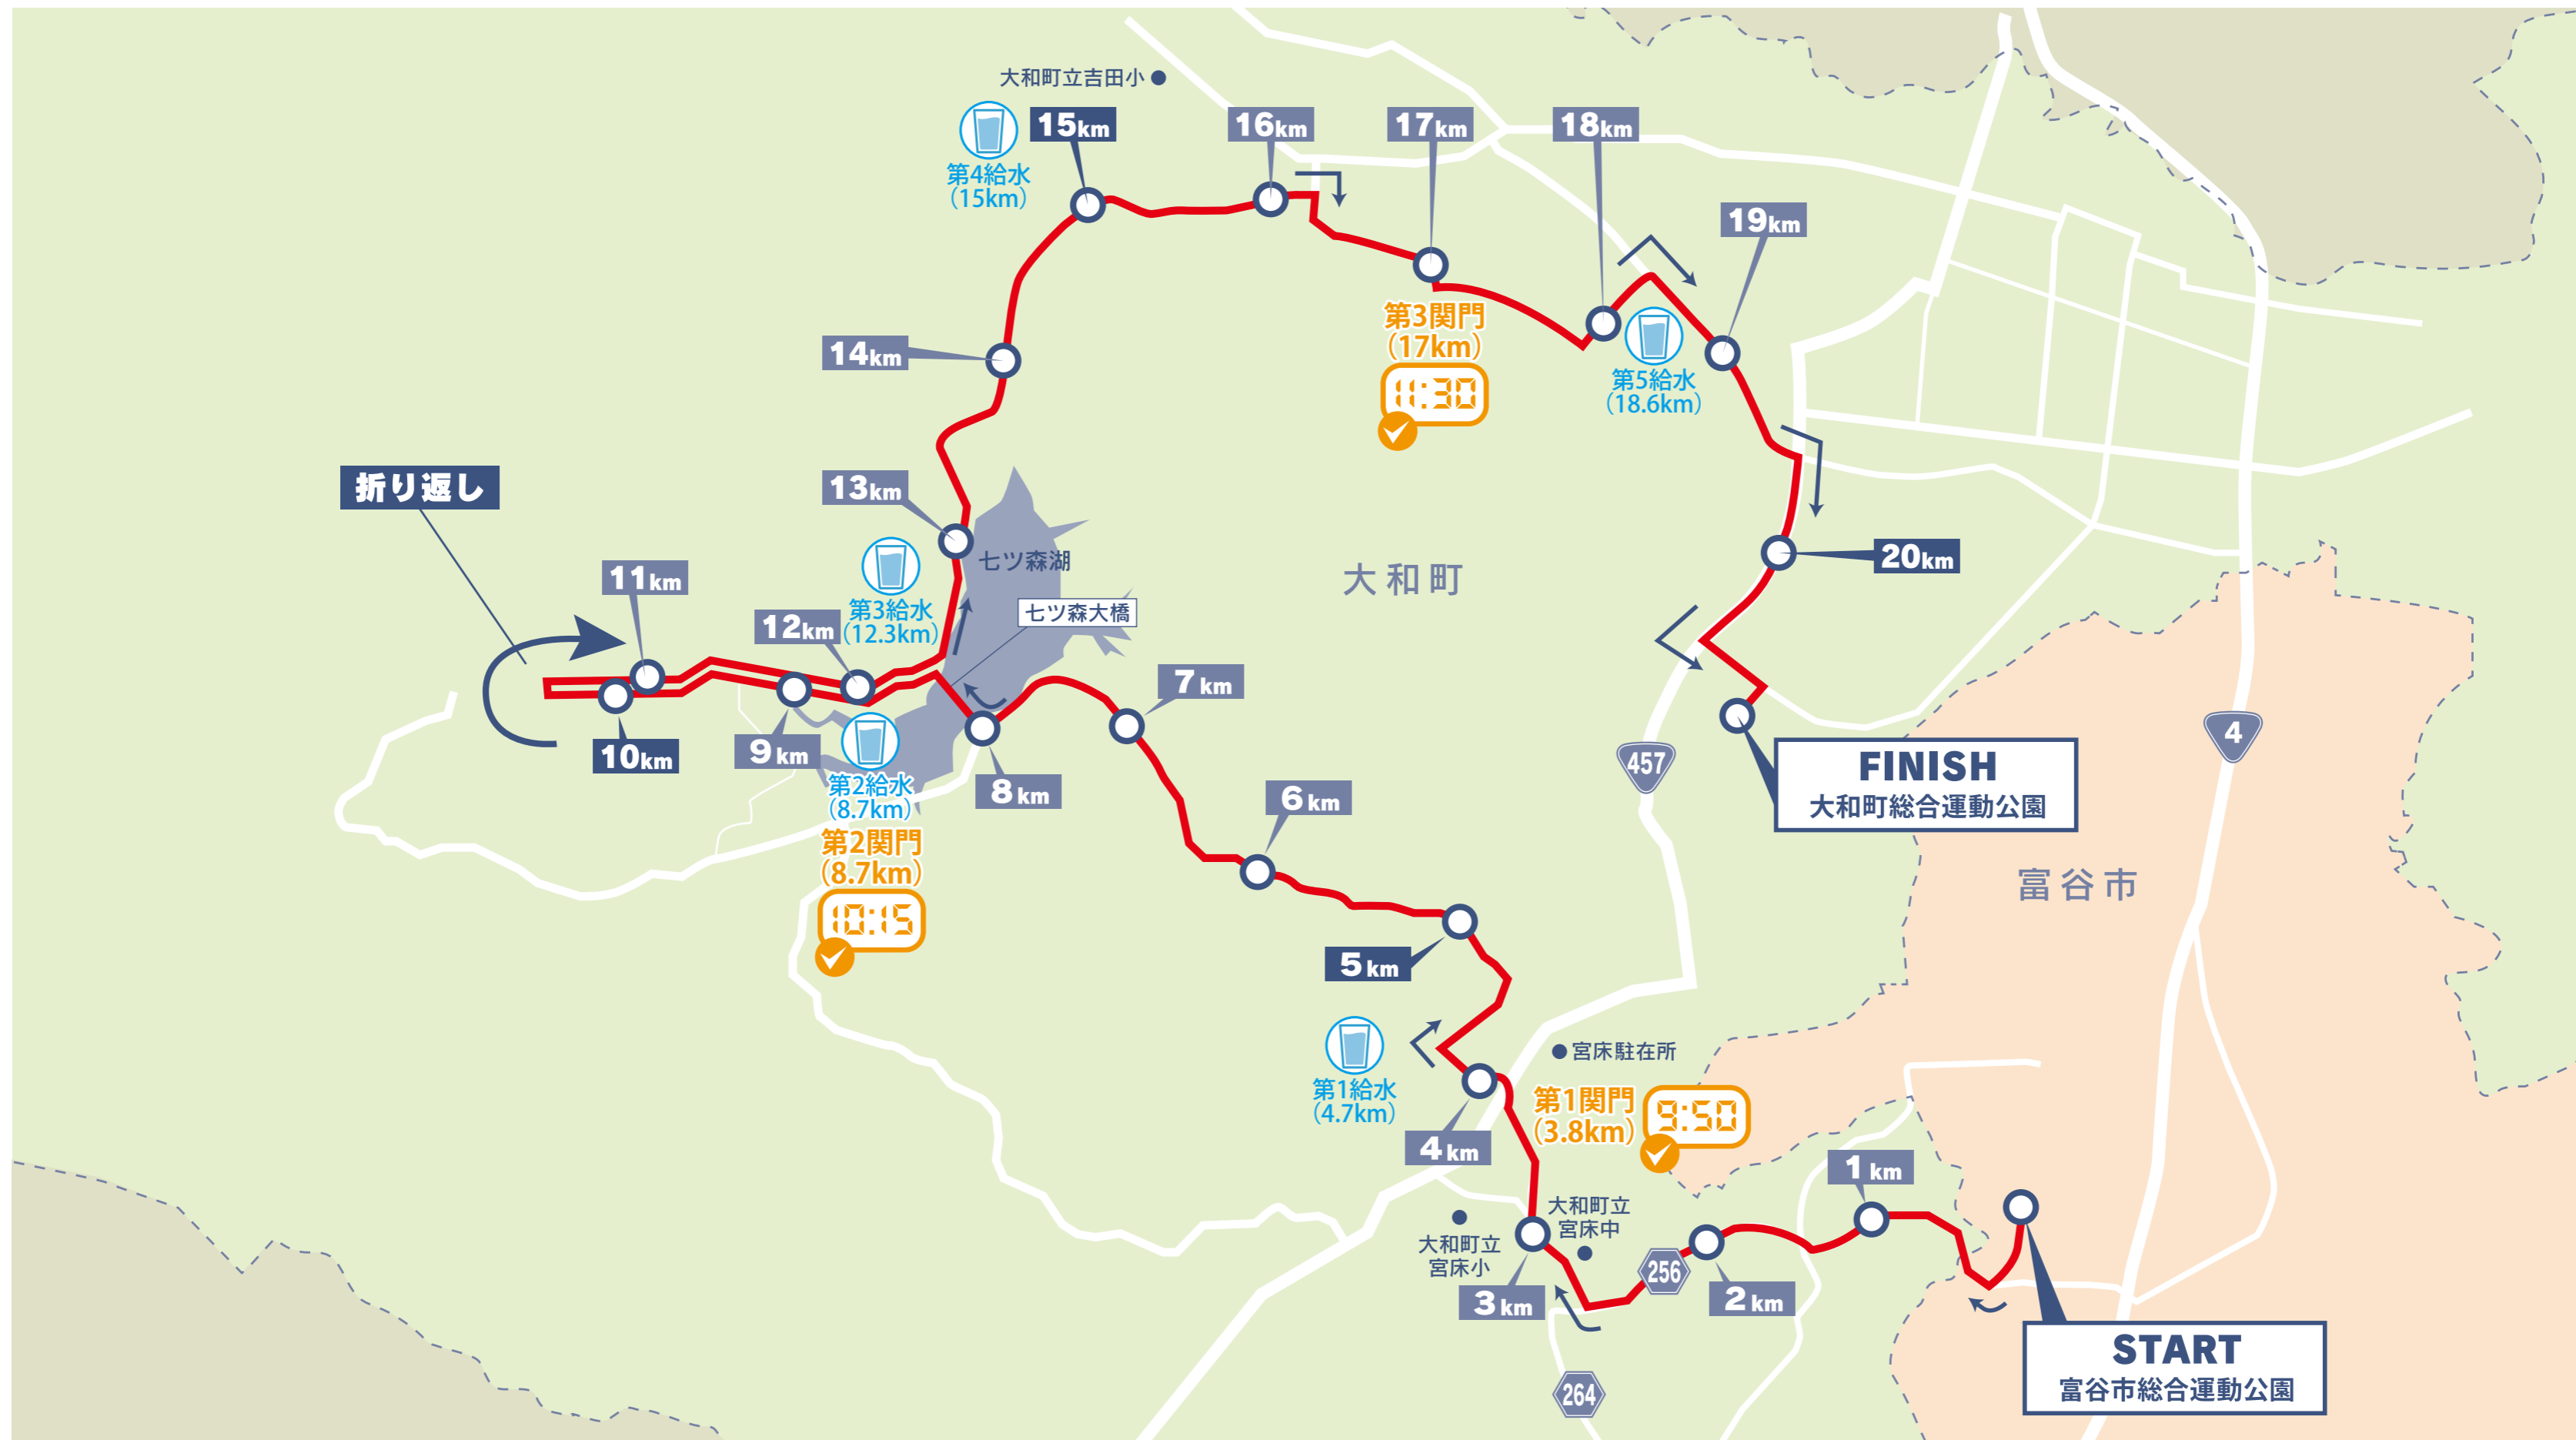 大和町立吉田小
15km
16km
17km
18km
第4給水
(15km)
19km
第3関門
(17km)
11:30
14km
第5給水
(18.6km)
折り返し
13km
七ツ森湖
大和町
20km
11km
第3給水
(12.3km)
12km
七ツ森大橋
7km
10km
9km
第2給水
(8.7km)
8km
6km
457
4
FINISH
大和町総合運動公園
第2関門
(8.7km)
10:15
富谷市
5km
宮床駐在所
第1給水
(4.7km)
第1関門
(3.8km)
9:50
4km
1km
大和町立
宮床中
大和町立
宮床小
256
3km
2km
START
富谷市総合運動公園
264